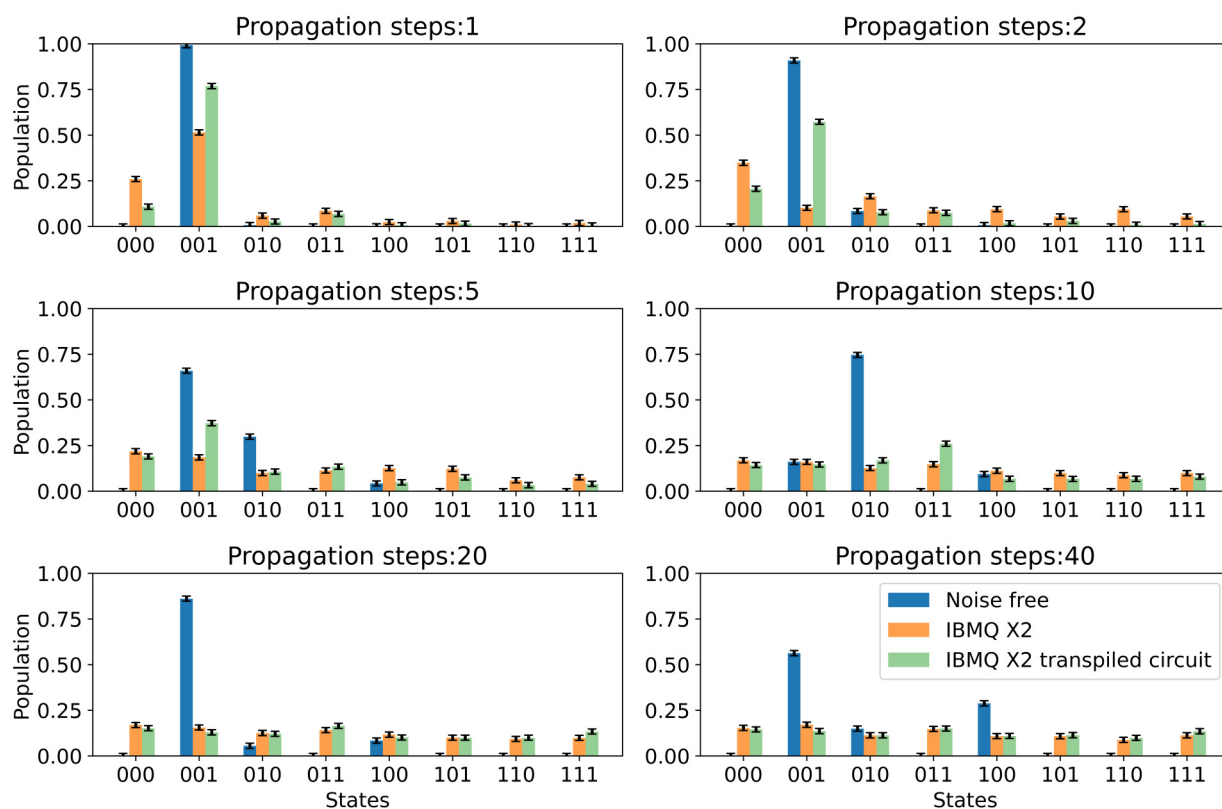 Propagation steps:1
Population
1.00
0.75
0.50
0.25
0.00
000 001 010 011 100 101 110 111
Propagation steps:2
1.00
0.75
0.50
0.25
0.00
000 001 010 011 100 101 110 111
Propagation steps:5
Population
1.00
0.75
0.50
0.25
0.00
000 001 010 011 100 101 110 111
Propagation steps:10
1.00
0.75
0.50
0.25
0.00
000 001 010 011 100 101 110 111
Propagation steps:20
Population
1.00
0.75
0.50
0.25
0.00
000 001 010 011 100 101 110 111
States
Propagation steps:40
1.00
0.75
0.50
0.25
0.00
Noise free
IBMQ X2
IBMQ X2 transpiled circuit
000 001 010 011 100 101 110 111
States